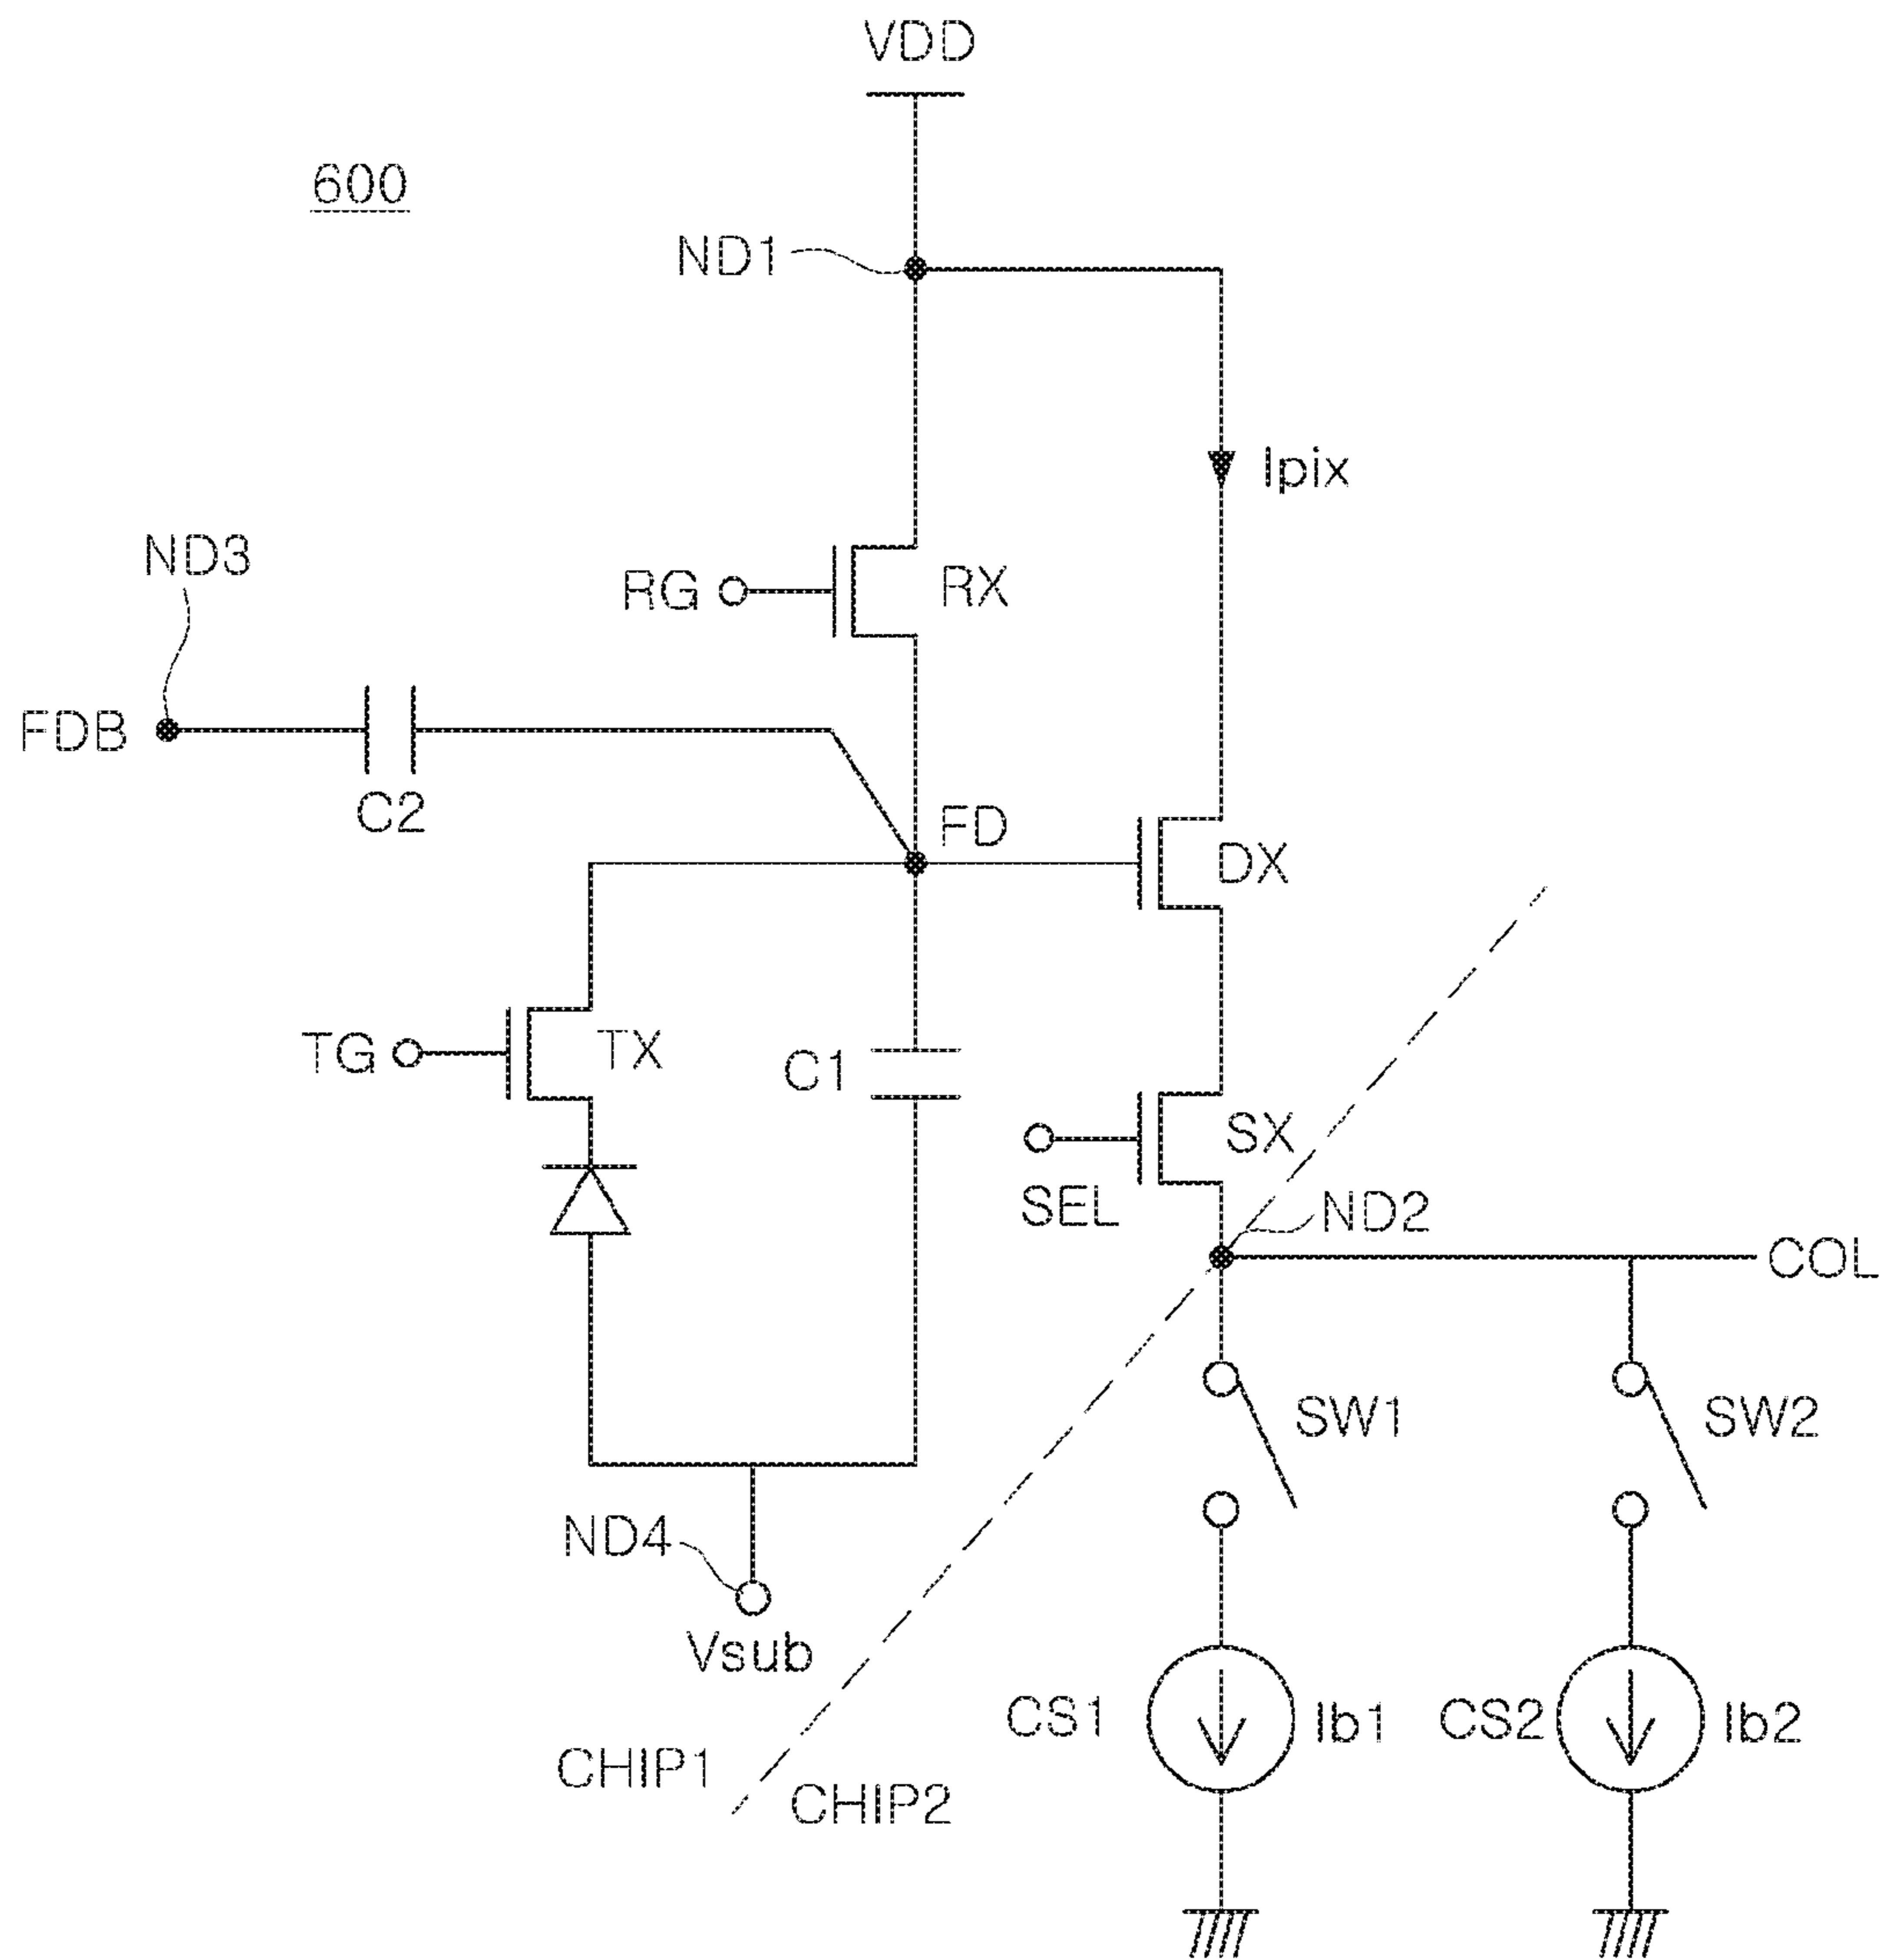 VDD
600
ND1
Ipix
ND3
RG
RX
FDB
C2
FD
DX
TG
TX
C1
SX
SEL
ND2
COL
SW1
SW2
ND4
Vsub
CS1
Ib1
CS2
Ib2
CHIP1
CHIP2